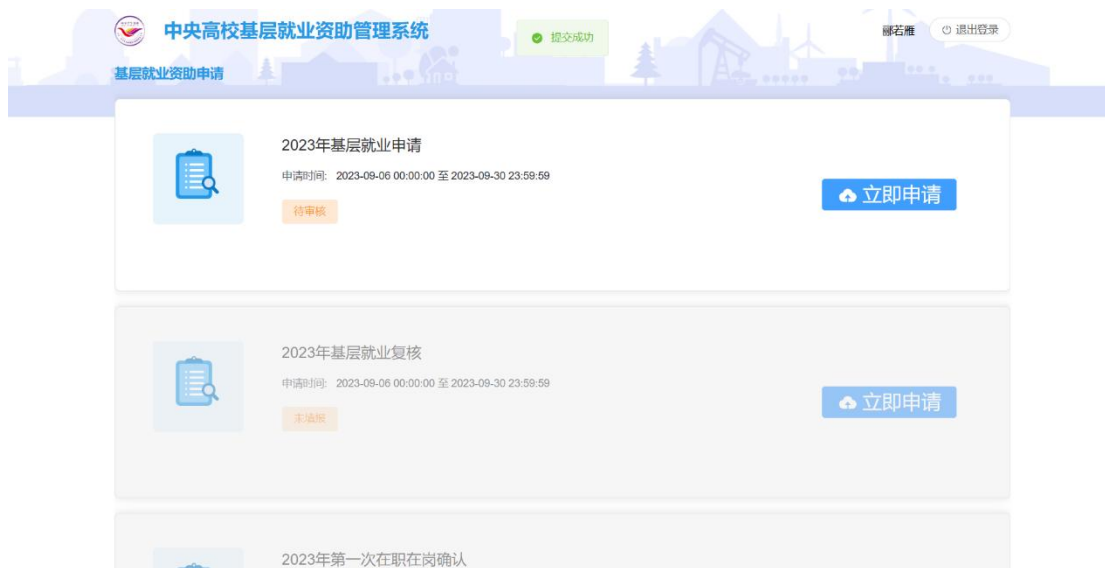 中央高校基层就业资助管理系统
提交成功
郦若雁
退出登录
基层就业资助申请
2023年基层就业申请
申请时间: 2023-09-06 00:00:00 至 2023-09-30 23:59:59
待审核
立即申请
2023年基层就业复核
申请时间: 2023-09-06 00:00:00 至 2023-09-30 23:59:59
未填报
立即申请
2023年第一次在职在岗确认